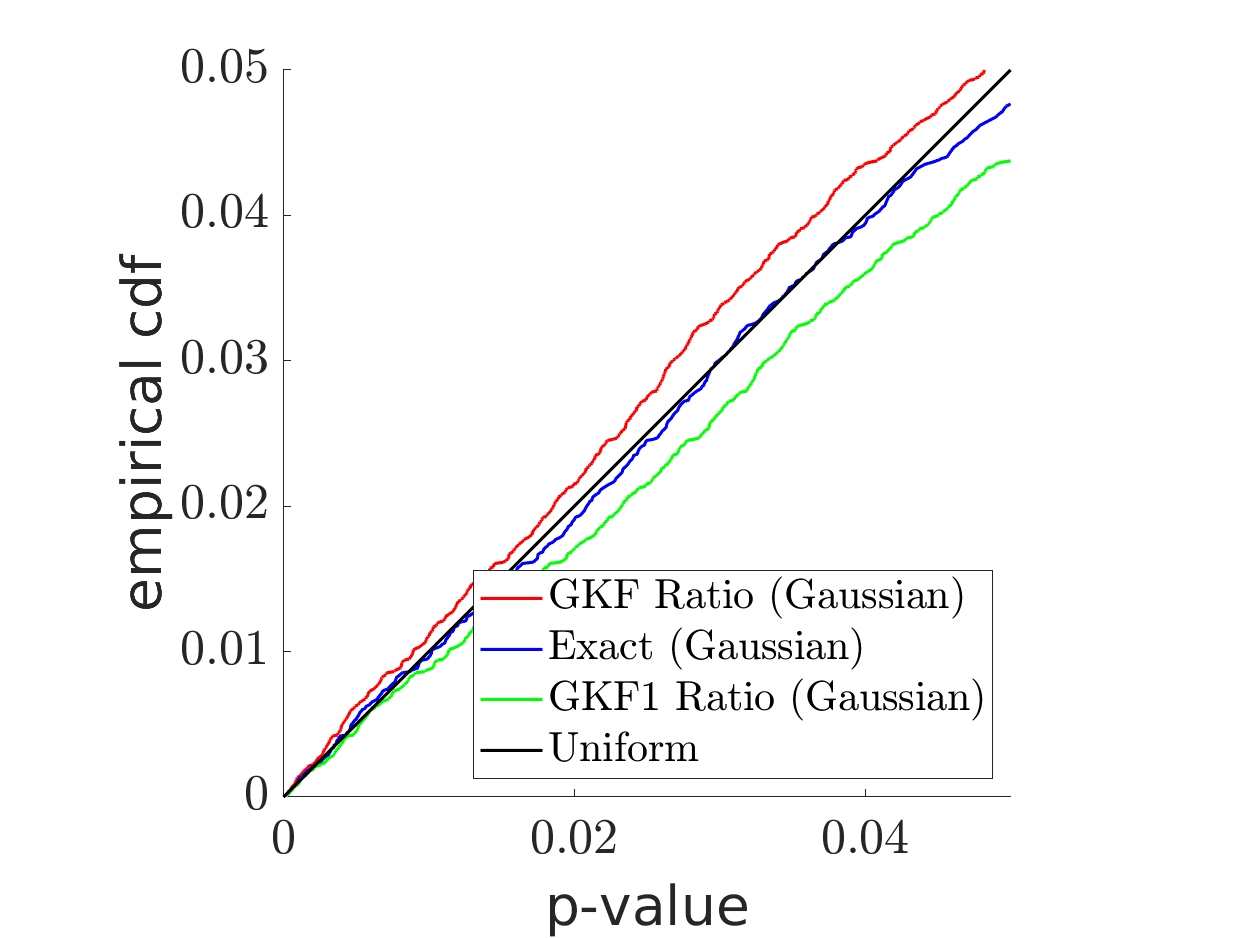 0.05
0.04
0.03
0.02
0.01
0
empirical cdf
GKF Ratio (Gaussian)
Exact (Gaussian)
GKF1 Ratio (Gaussian)
Uniform
0
0.02
0.04
p-value